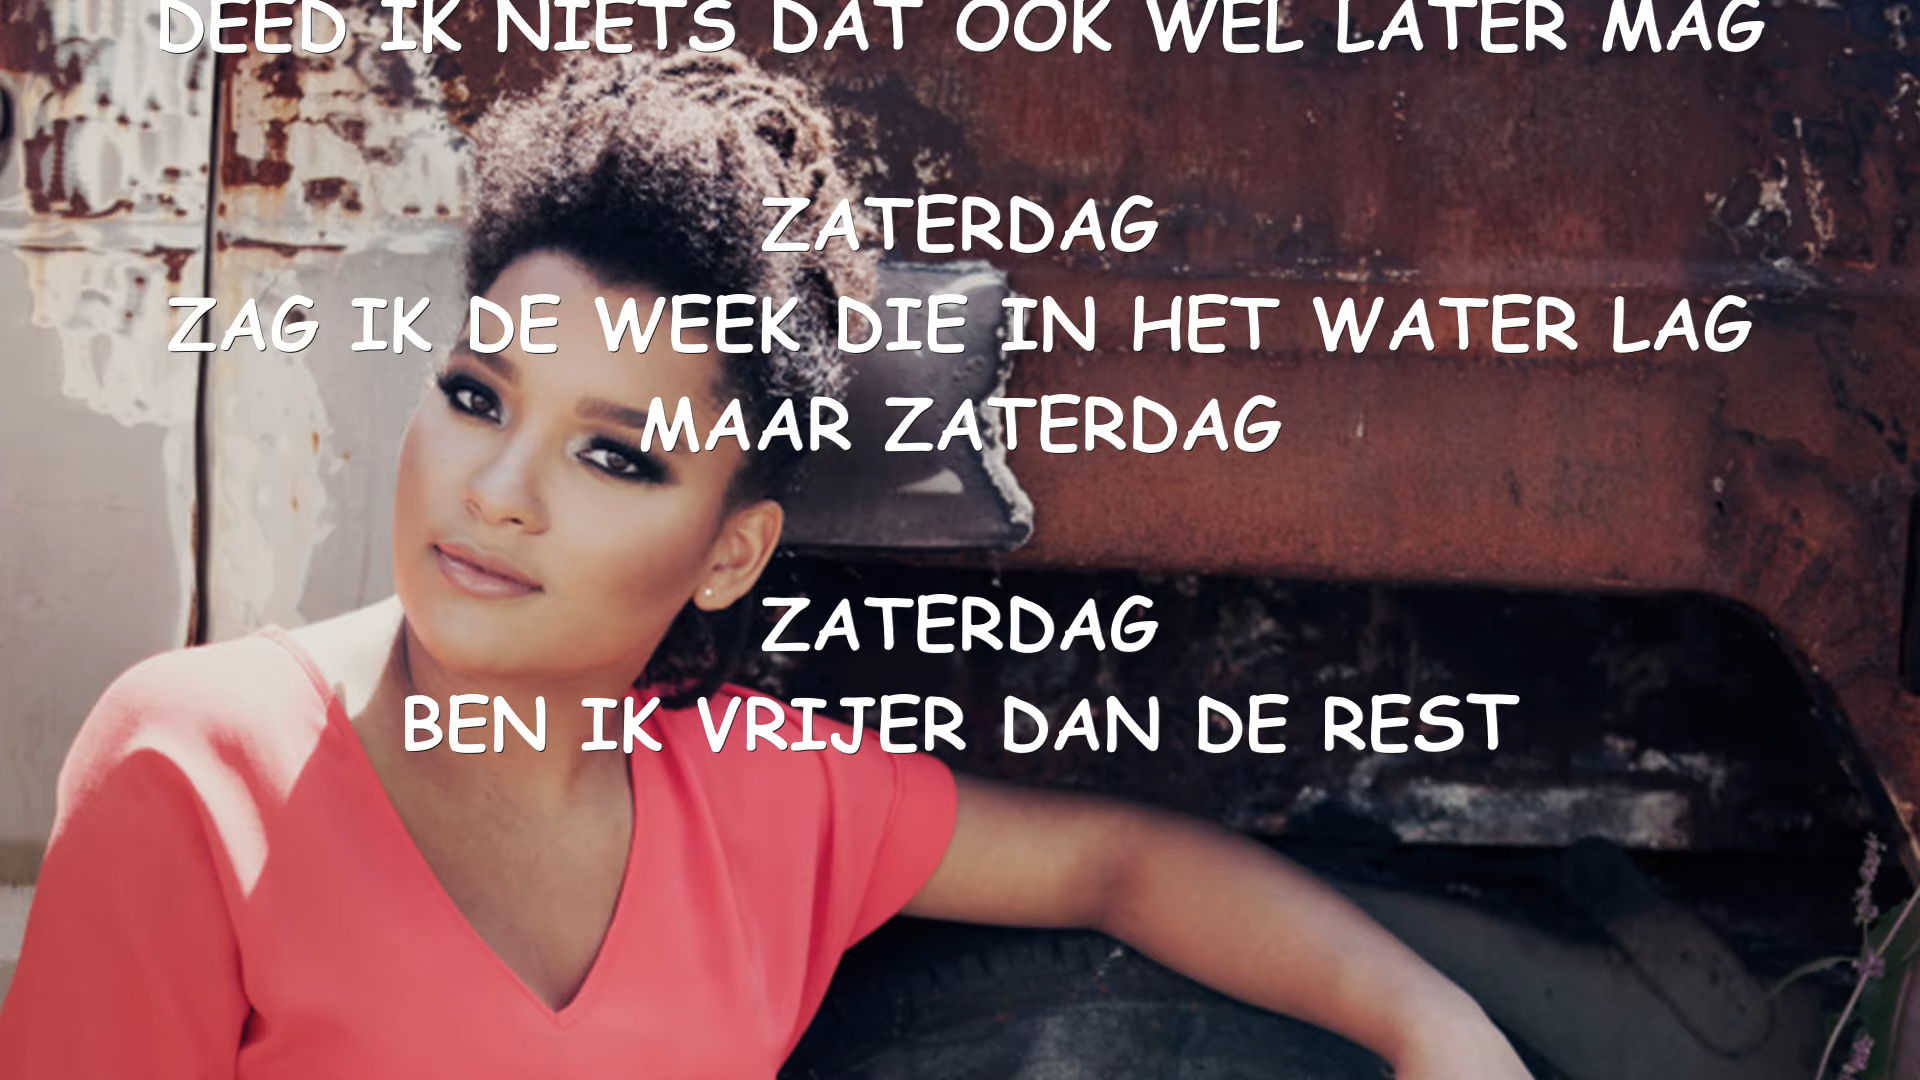 DEED IK NIETS DAT OOK WEL LATER MAG
ZATERDAG
ZAG IK DE WEEK DIE IN HET WATER LAG
MAAR ZATERDAG
ZATERDAG
BEN IK VRIJER DAN DE REST